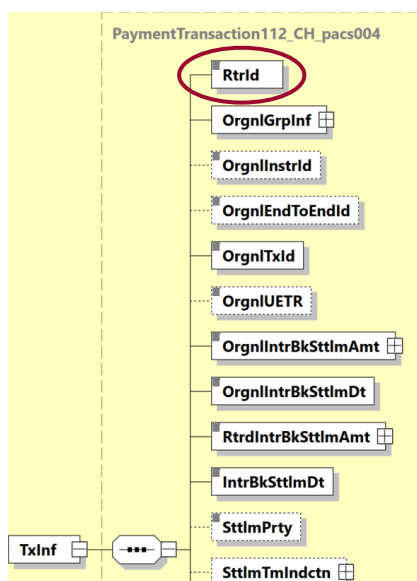 PaymentTransaction112_CH_pacs004
RtrId
OrgnlGrpInf
OrgnlInstrId
OrgnlEndToEndId
OrgnlTxId
OrgnlUETR
OrgnlIntrBkSttlmAmt
OrgnlIntrBkSttlmDt
RtrdIntrBkSttlmAmt
IntrBkSttlmDt
SttlmPrty
TxInf
SttlmTmIndctn